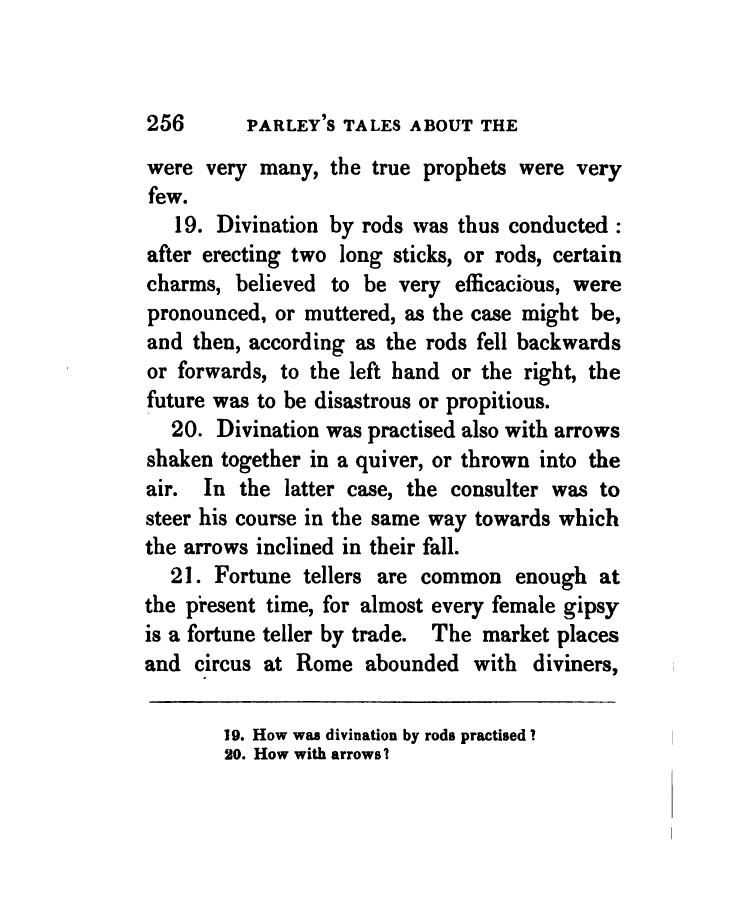 256 PARLEY'S TALES ABOUT THE
were very many, the true prophets were very
few.
19. Divination by rods was thus conducted :
after erecting two long sticks, or rods, certain
charms, believed to be very efficacious, were
pronounced, or muttered, as the case might be,
and then, according as the rods fell backwards
or forwards, to the left hand or the right, the
future was to be disastrous or propitious.
20. Divination was practised also with arrows
shaken together in a quiver, or thrown into the
air. In the latter case, the consulter was to
steer his course in the same way towards which
the arrows inclined in their fall.
21. Fortune tellers are common enough at
the present time, for almost every female gipsy
is a fortune teller by trade. The market places
and circus at Rome abounded with diviners,
19. How was divination by rods practised ?
20. How with arrows ?